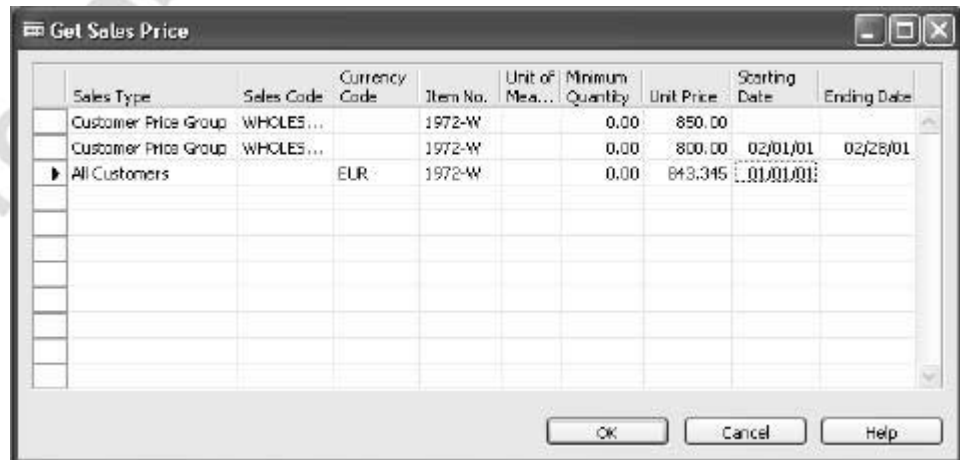 Get Sales Price
Sales Type Sales Code Currency Code Item No. Unit of Mea... Minimum Quantity Unit Price Starting Date Ending Date
Customer Price Group WHOLES... 1972-W 0.00 850.00
Customer Price Group WHOLES... 1972-W 0.00 800.00 02/01/01 02/28/01
All Customers EUR 1972-W 0.00 843.345 01/01/01
OK Cancel Help